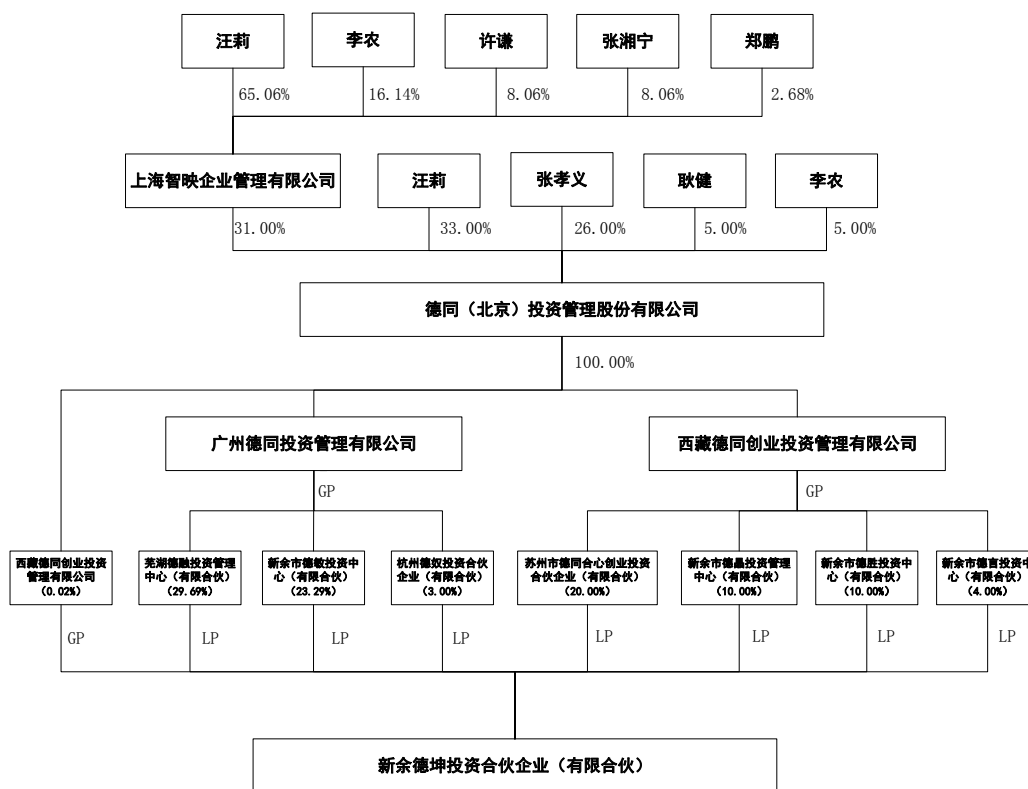 汪莉
李农
许谦
张湘宁
郑鹏
65.06%
16.14%
8.06%
8.06%
2.68%
上海智映企业管理有限公司
汪莉
张孝义
耿健
李农
31.00%
33.00%
26.00%
5.00%
5.00%
德同（北京）投资管理股份有限公司
100.00%
广州德同投资管理有限公司
西藏德同创业投资管理有限公司
GP
GP
西藏德同创业投资
管理有限公司
（0.02%）
芜湖德融投资管理
中心（有限合伙）
（29.69%）
新余市德敏投资中
心（有限合伙）
（23.29%）
杭州德奴投资合伙
企业（有限合伙）
（3.00%）
苏州市德同合心创业投资
合伙企业（有限合伙）
（20.00%）
新余市德晶投资管理
中心（有限合伙）
（10.00%）
新余市德胜投资中
心（有限合伙）
（10.00%）
新余市德言投资中
心（有限合伙）
（4.00%）
GP
LP
LP
LP
LP
LP
LP
LP
新余德坤投资合伙企业（有限合伙）